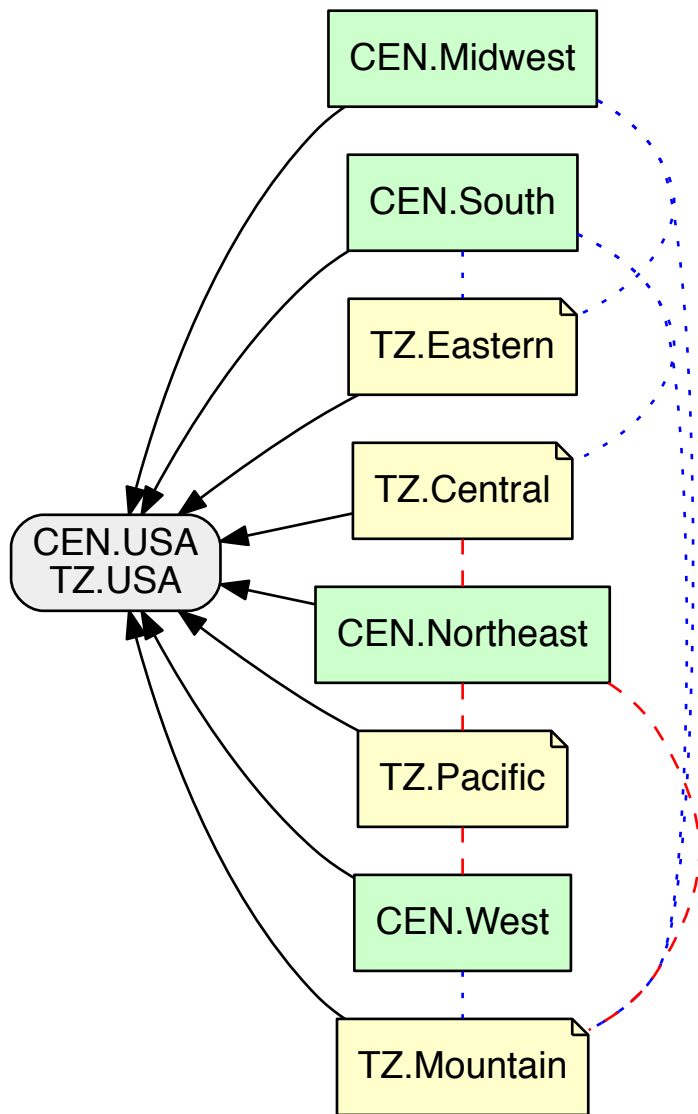 CEN.Midwest
CEN.South
TZ.Eastern
TZ.Central
CEN.USA
TZ.USA
CEN.Northeast
TZ.Pacific
CEN.West
TZ.Mountain